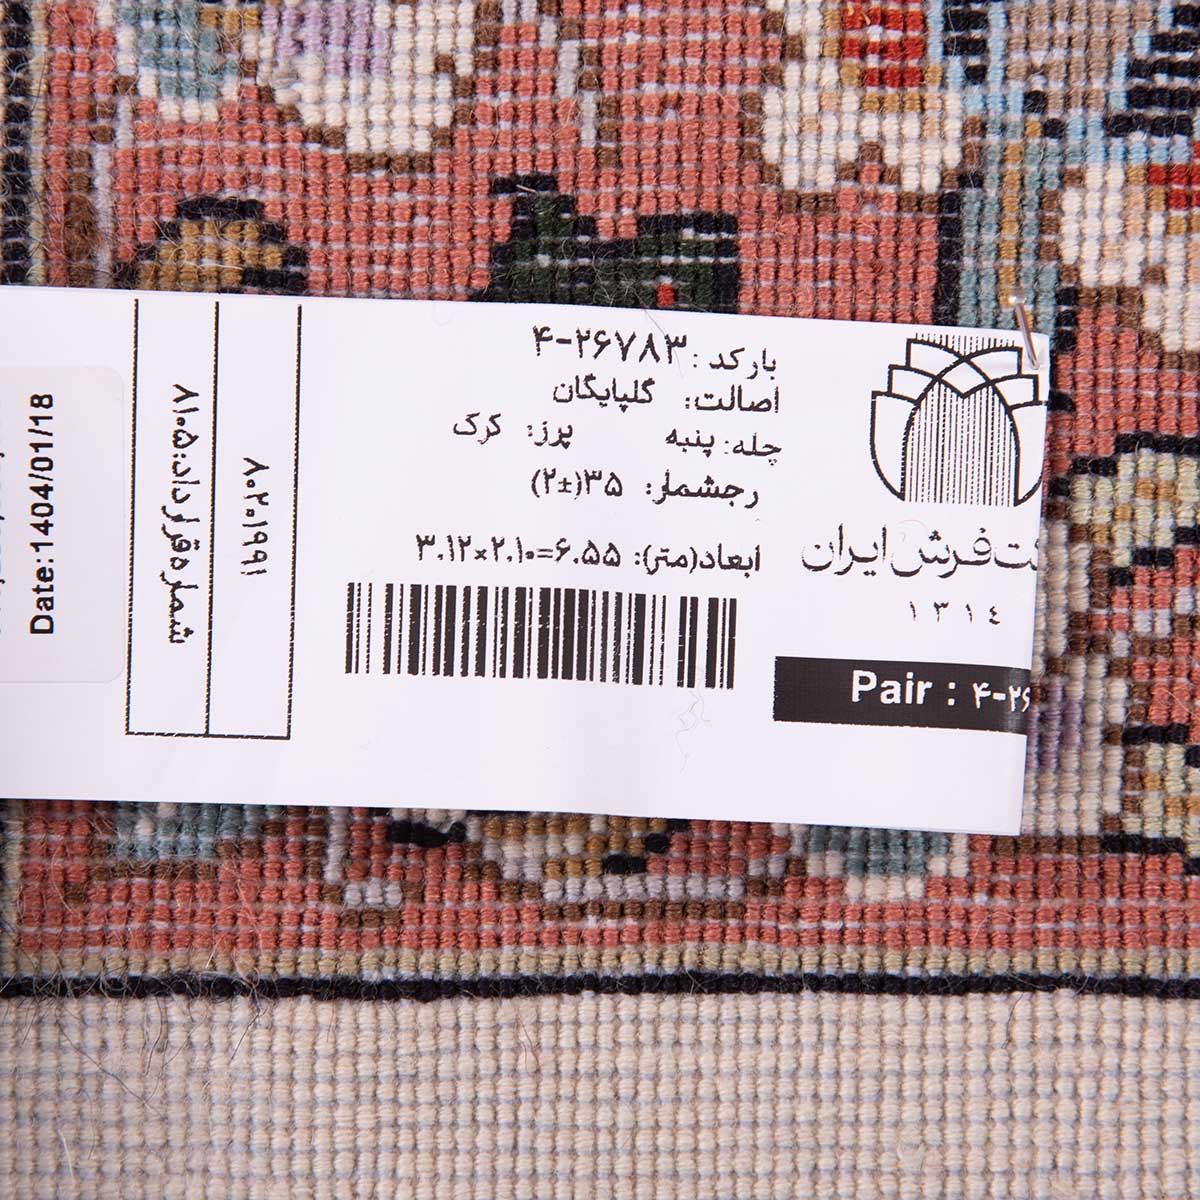 بارکد: ۴-۲۶۷۸۳
اصالت: گلپایگان
چله: پنبه پرز: کرک
رجشمار: ۳۵(±۲)
ابعاد(متر): ۳.۱۲×۲.۱۰=۶.۵۵
فرش ایران
١٣١٤
Pair : ۴-۲۶
۸۰۲۰۱۹۹۱
شماره قرارداد: ۸۱۰۵
Date:1404/01/18